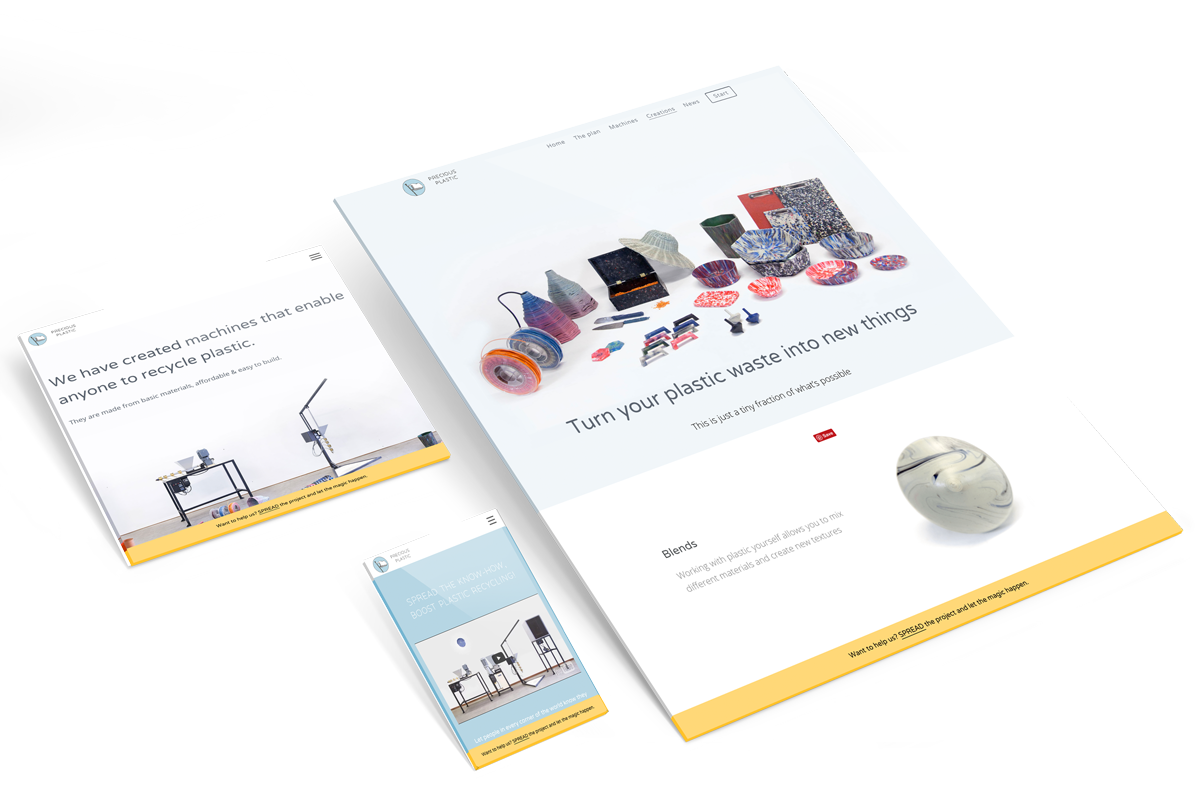 Home The plan Machines Creations News Start
PRECIOUS
PLASTIC
Turn your plastic waste into new things
This is just a tiny fraction of what's possible
Save
Blends
Working with plastic yourself allows you to mix
different materials and create new textures
Want to help us? SPREAD the project and let the magic happen.
PRECIOUS
PLASTIC
We have created machines that enable
anyone to recycle plastic.
They are made from basic materials, affordable & easy to build.
Want to help us? SPREAD the project and let the magic happen.
PRECIOUS
PLASTIC
SPREAD THE KNOW-HOW,
BOOST PLASTIC RECYCLING!
Let people in every corner of the world know they
Want to help us? SPREAD the project and let the magic happen.